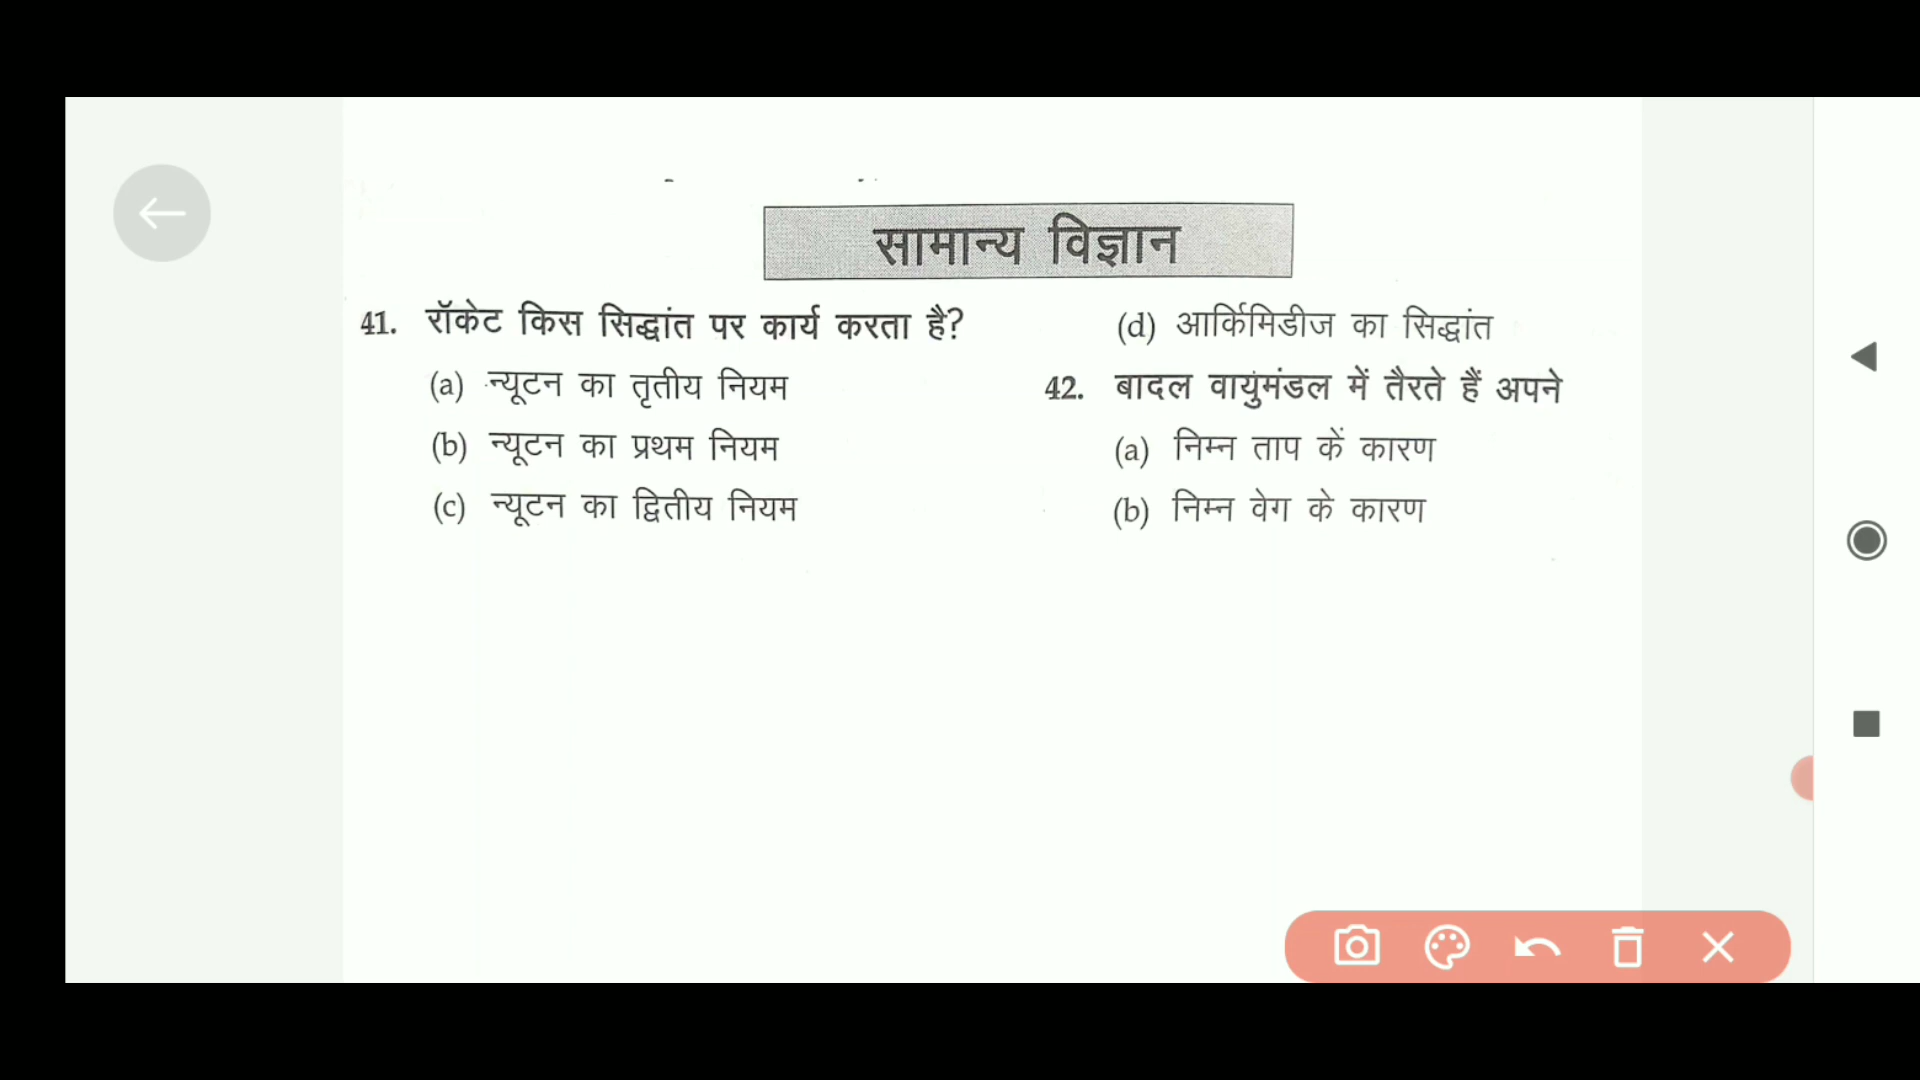 सामान्य विज्ञान
41. रॉकेट किस सिद्धांत पर कार्य करता है?
(a) न्यूटन का तृतीय नियम
(b) न्यूटन का प्रथम नियम
(c) न्यूटन का द्वितीय नियम
(d) आर्किमिडीज का सिद्धांत
42. बादल वायुमंडल में तैरते हैं अपने
(a) निम्न ताप कें कारण
(b) निम्न वेग के कारण